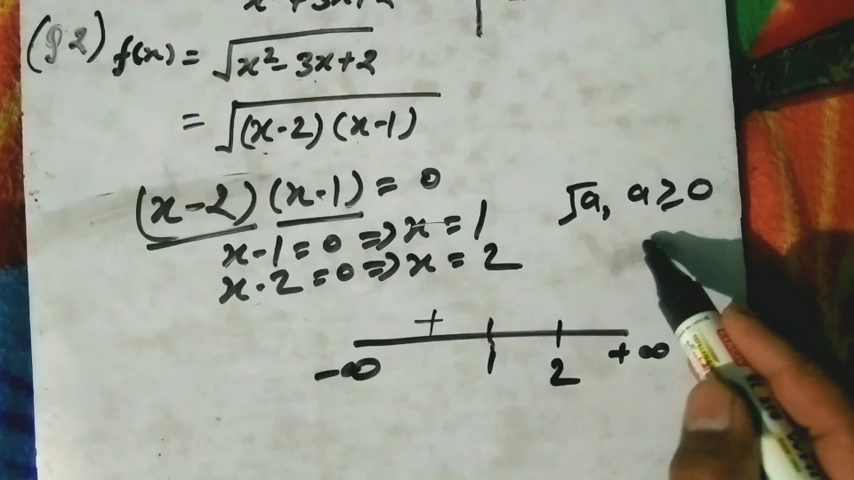 (Q2) f(x) = √x²-3x+2
= √(x-2)(x-1)
(x-2)(x-1) = 0
√a, a≥0
x-1=0 ⇒ x=1
x-2=0 ⇒ x=2
+
-∞ 1 2 +∞